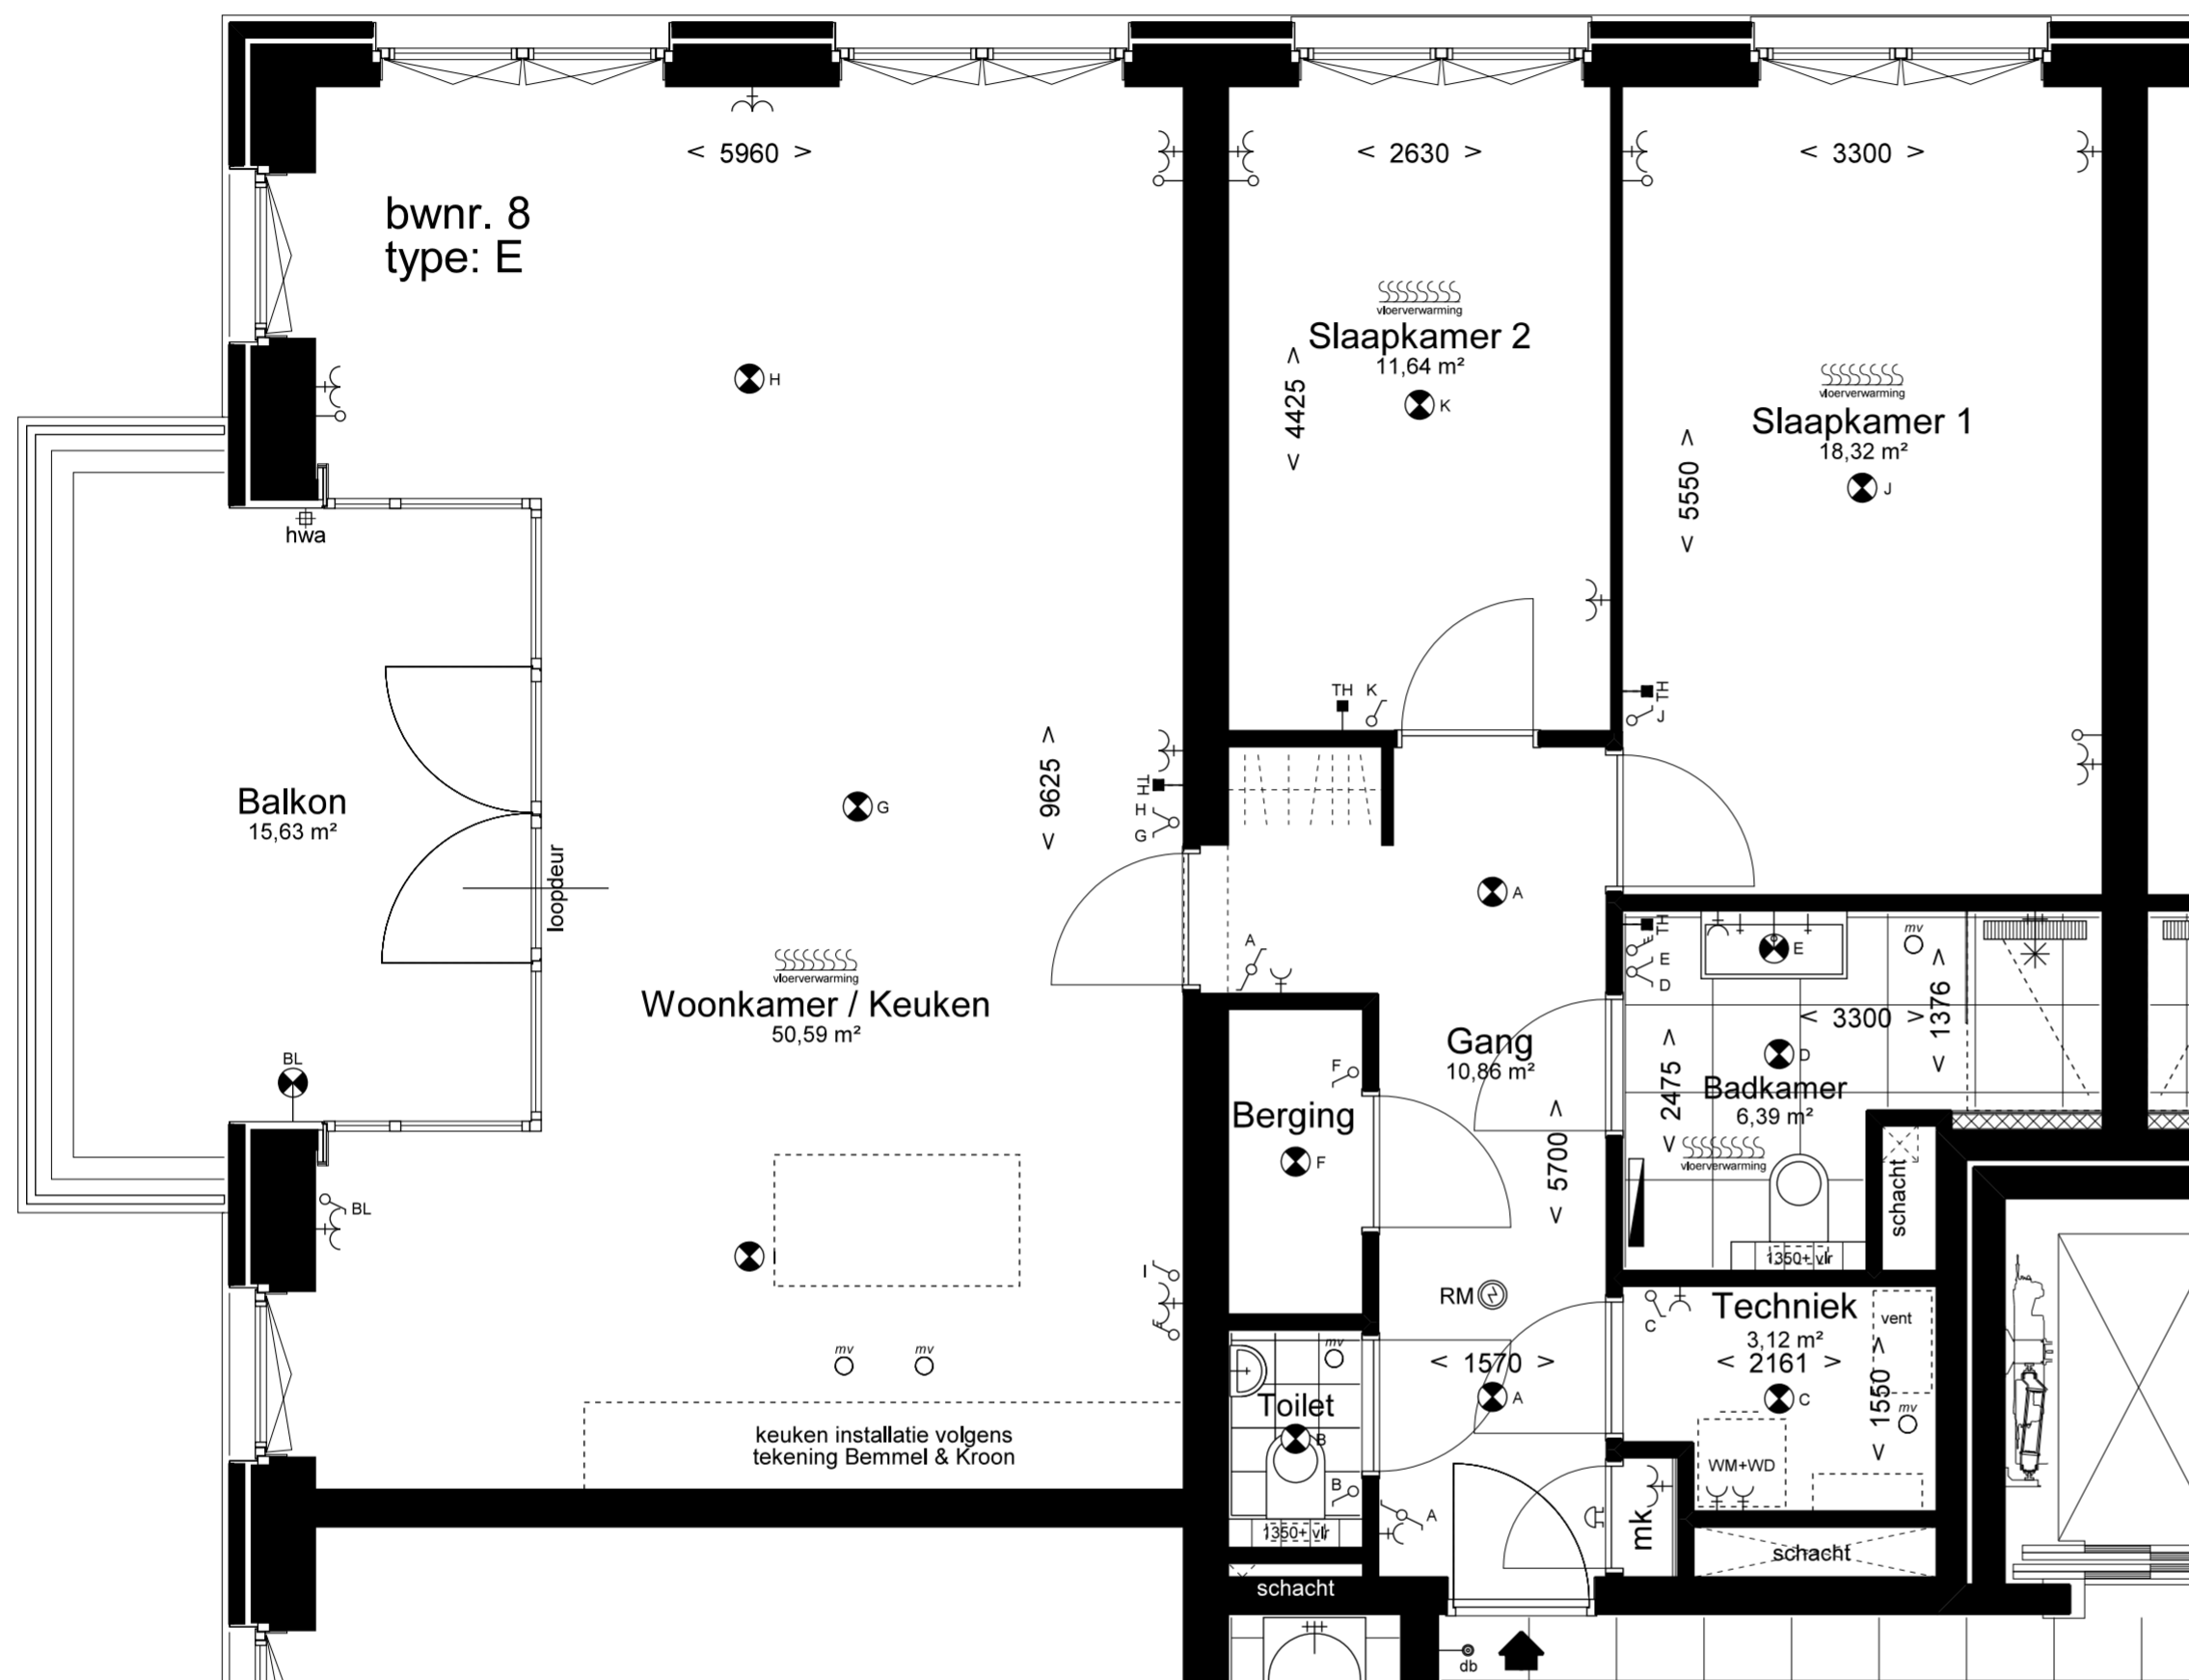 < 5960 >
< 2630 >
< 3300 >
bwnr. 8
type: E
vloerverwarming
Slaapkamer 2
11,64 m²
K
< 4425 >
H
vloerverwarming
Slaapkamer 1
18,32 m²
J
< 5550 >
hwa
TH K
TH
J
Balkon
15,63 m²
loopdeur
G
< 9625 >
TH
H
G
A
A
vloerverwarming
Woonkamer / Keuken
50,59 m²
TH
E
D
E
mv
< 3300 >
< 1376 >
D
< 2475 >
Badkamer
6,39 m²
vloerverwarming
schacht
1350+ vlr
Gang
10,86 m²
< 5700 >
F
Berging
F
BL
BL
I
I
RM
C
Techniek
3,12 m²
< 2161 >
vent
< 1550 >
C
mv
WM+WD
mv
mv
keuken installatie volgens
tekening Bemmel & Kroon
mv
Toilet
B
B
1350+ vlr
< 1570 >
A
A
mk
schacht
schacht
db